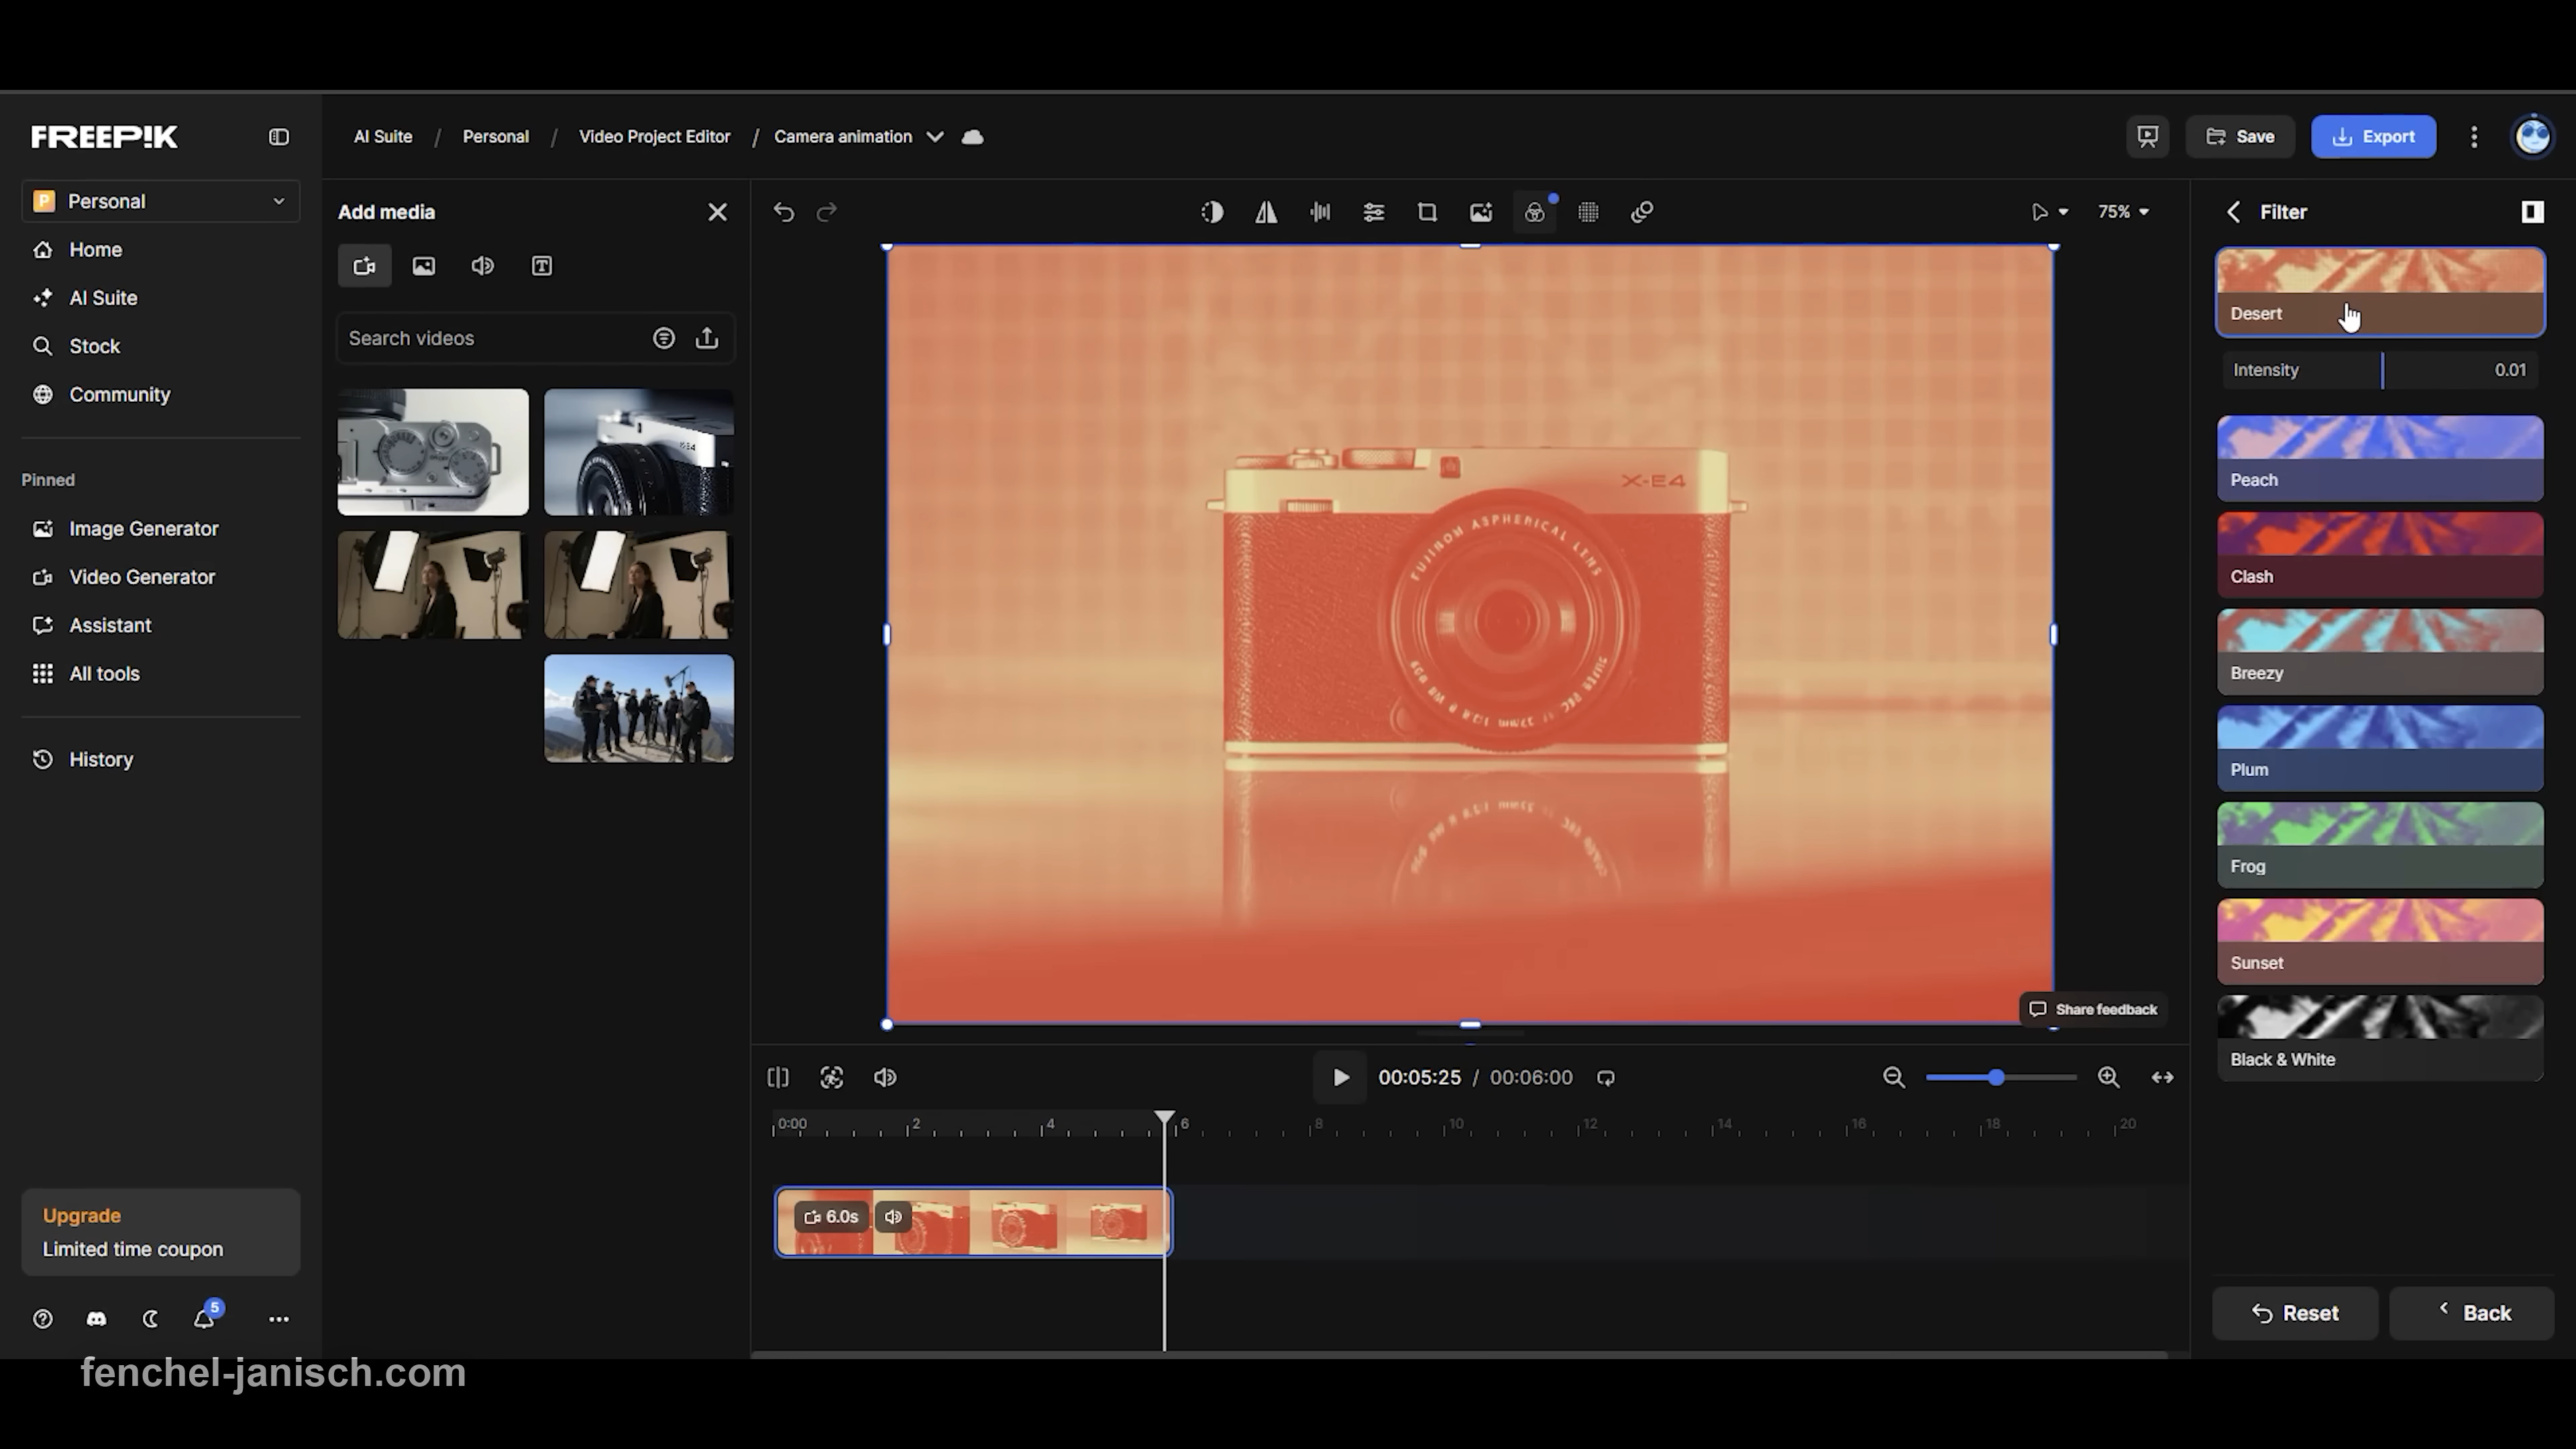 FREEP!K
AI Suite / Personal / Video Project Editor / Camera animation
Save
Export
P Personal
Home
AI Suite
Stock
Community
Pinned
Image Generator
Video Generator
Assistant
All tools
History
Upgrade
Limited time coupon
5
Add media
Search videos
75%
X-E4
FUJINON ASPHERICAL LENS
Share feedback
00:05:25 / 00:06:00
0:00 2 4 6 8 10 12 14 16 18 20
6.0s
Filter
Desert
Intensity 0.01
Peach
Clash
Breezy
Plum
Frog
Sunset
Black & White
Reset
Back
fenchel-janisch.com